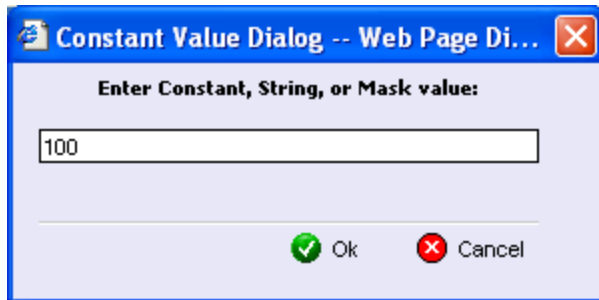 Constant Value Dialog -- Web Page Di...
Enter Constant, String, or Mask value:
100
Ok Cancel